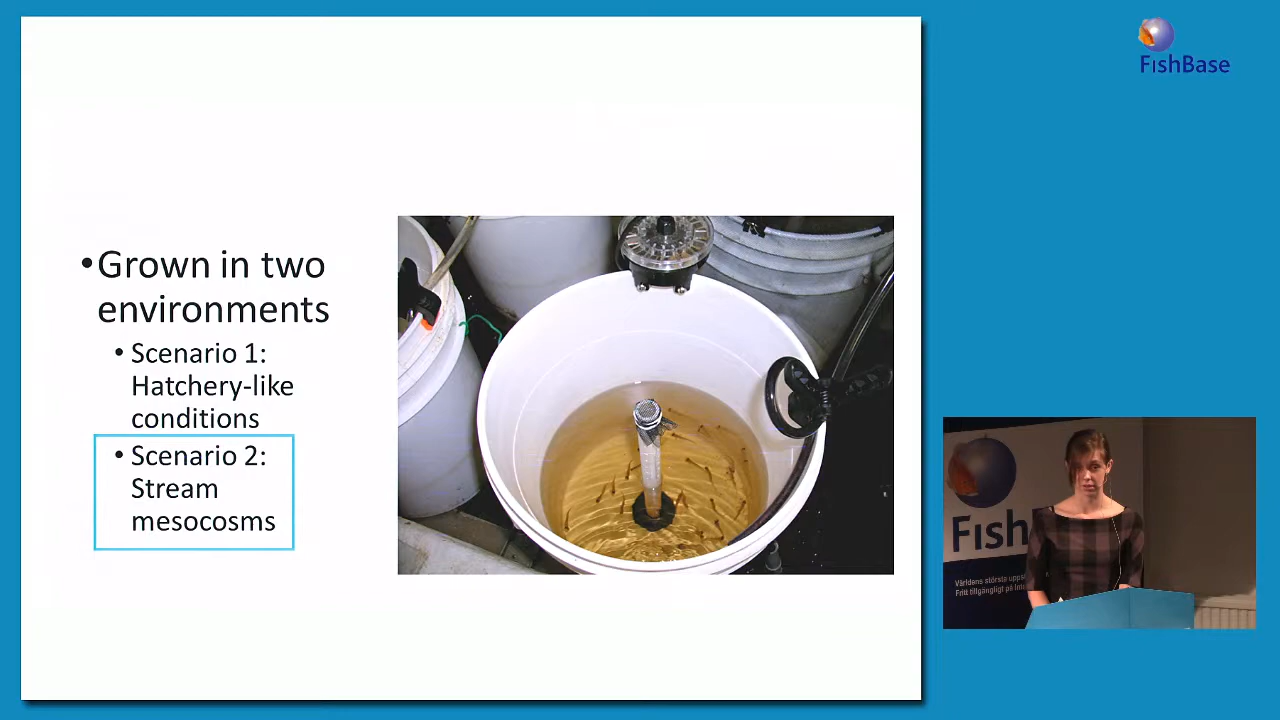 FishBase
•Grown in two
environments
• Scenario 1:
Hatchery-like
conditions
• Scenario 2:
Stream
mesocosms
Fish
Världens största
Fritt tillgängligt på